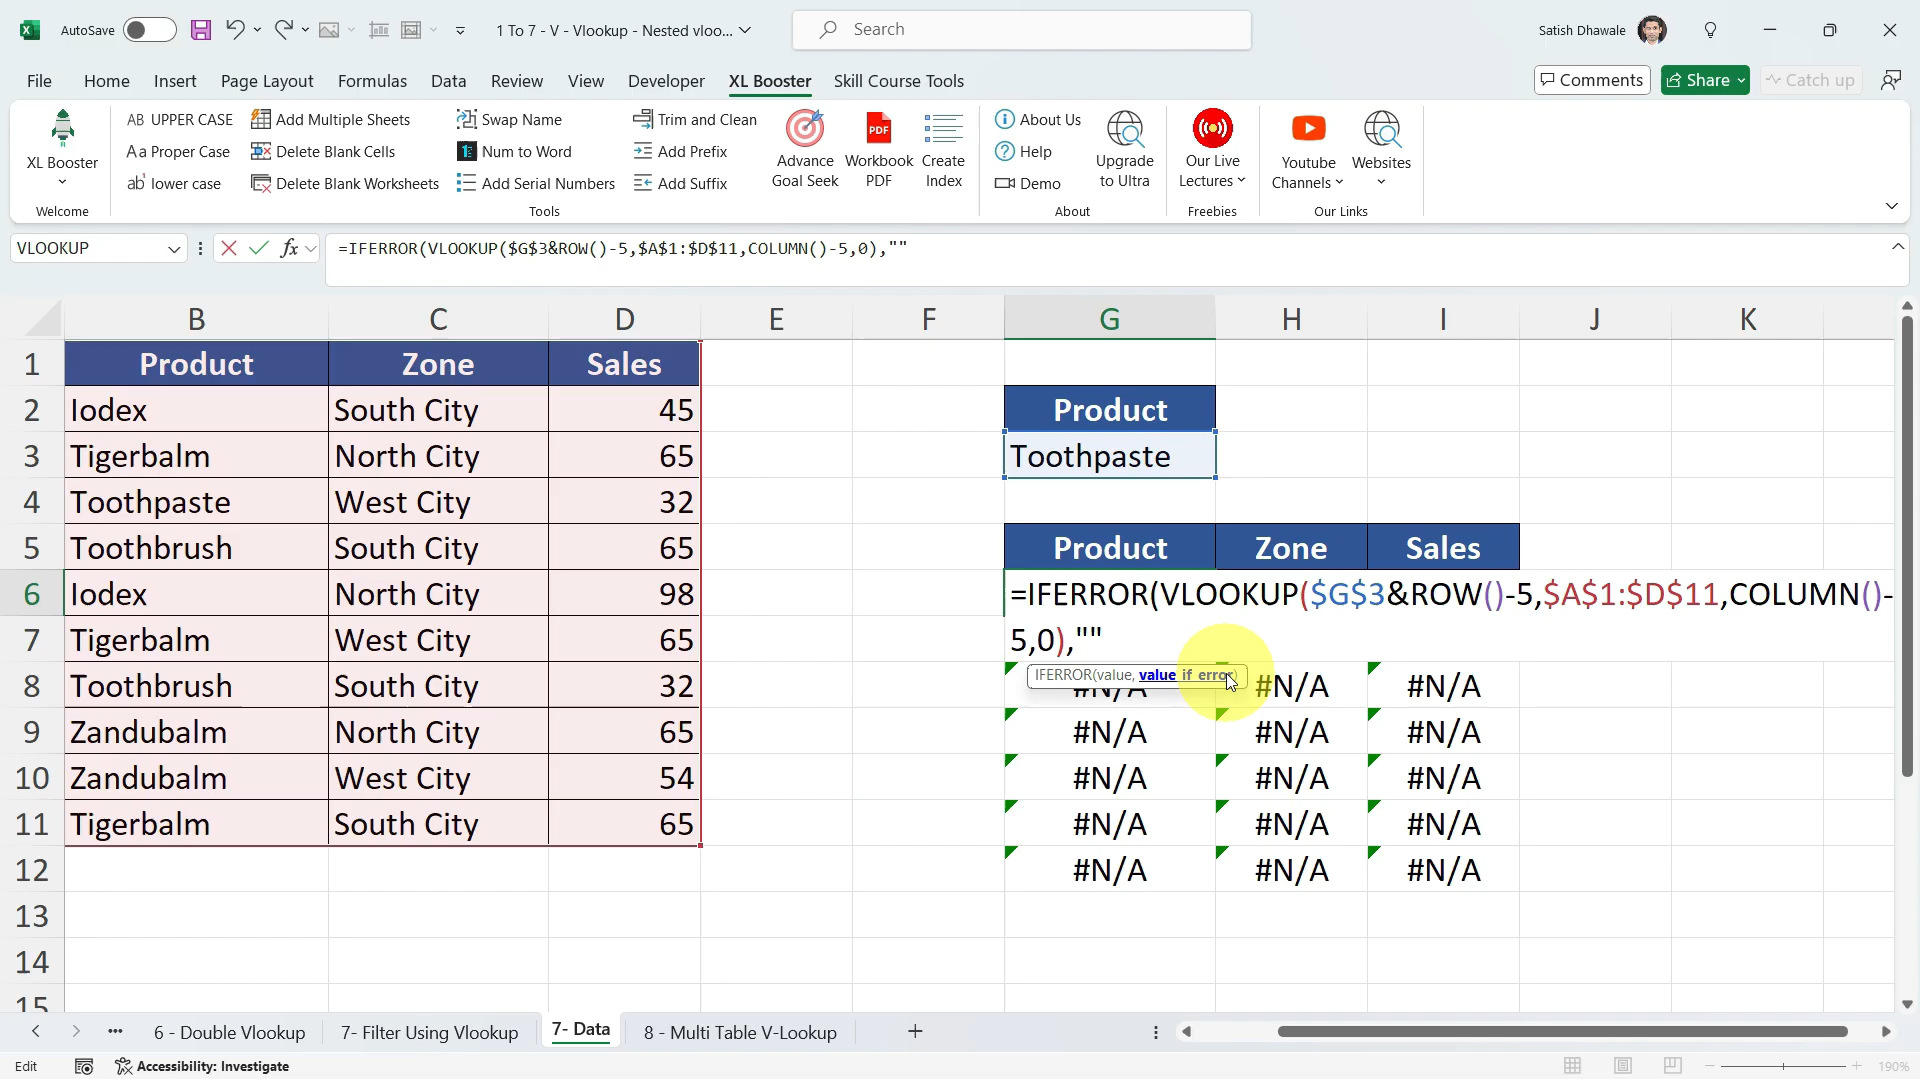 AutoSave
1 To 7 - V - Vlookup - Nested vloo...
Search
Satish Dhawale
File Home Insert Page Layout Formulas Data Review View Developer XL Booster Skill Course Tools
Comments Share Catch up
XL Booster
Welcome
AB UPPER CASE
Aa Proper Case
ab lower case
Add Multiple Sheets
Delete Blank Cells
Delete Blank Worksheets
Swap Name
Num to Word
Add Serial Numbers
Trim and Clean
Add Prefix
Add Suffix
Advance
Goal Seek
PDF
Workbook
PDF
Create
Index
Tools
About Us
Help
Demo
Upgrade
to Ultra
About
Our Live
Lectures
Freebies
Youtube
Channels
Websites
Our Links
VLOOKUP
fx
=IFERROR(VLOOKUP($G$3&ROW()-5,$A$1:$D$11,COLUMN()-5,0),""
B C D E F G H I J K
1 Product Zone Sales
2 Iodex South City 45 Product
3 Tigerbalm North City 65 Toothpaste
4 Toothpaste West City 32
5 Toothbrush South City 65 Product Zone Sales
6 Iodex North City 98 =IFERROR(VLOOKUP($G$3&ROW()-5,$A$1:$D$11,COLUMN()-
7 Tigerbalm West City 65 5,0),""
IFERROR(value, value_if_error)
8 Toothbrush South City 32 #N/A #N/A #N/A
9 Zandubalm North City 65 #N/A #N/A #N/A
10 Zandubalm West City 54 #N/A #N/A #N/A
11 Tigerbalm South City 65 #N/A #N/A #N/A
12 #N/A #N/A #N/A
13
14
15
6 - Double Vlookup 7- Filter Using Vlookup 7- Data 8 - Multi Table V-Lookup
Edit Accessibility: Investigate 190%